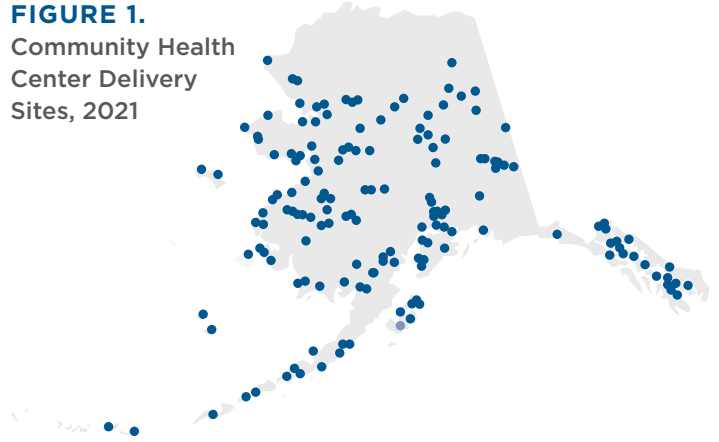 FIGURE 1.
Community Health
Center Delivery
Sites, 2021